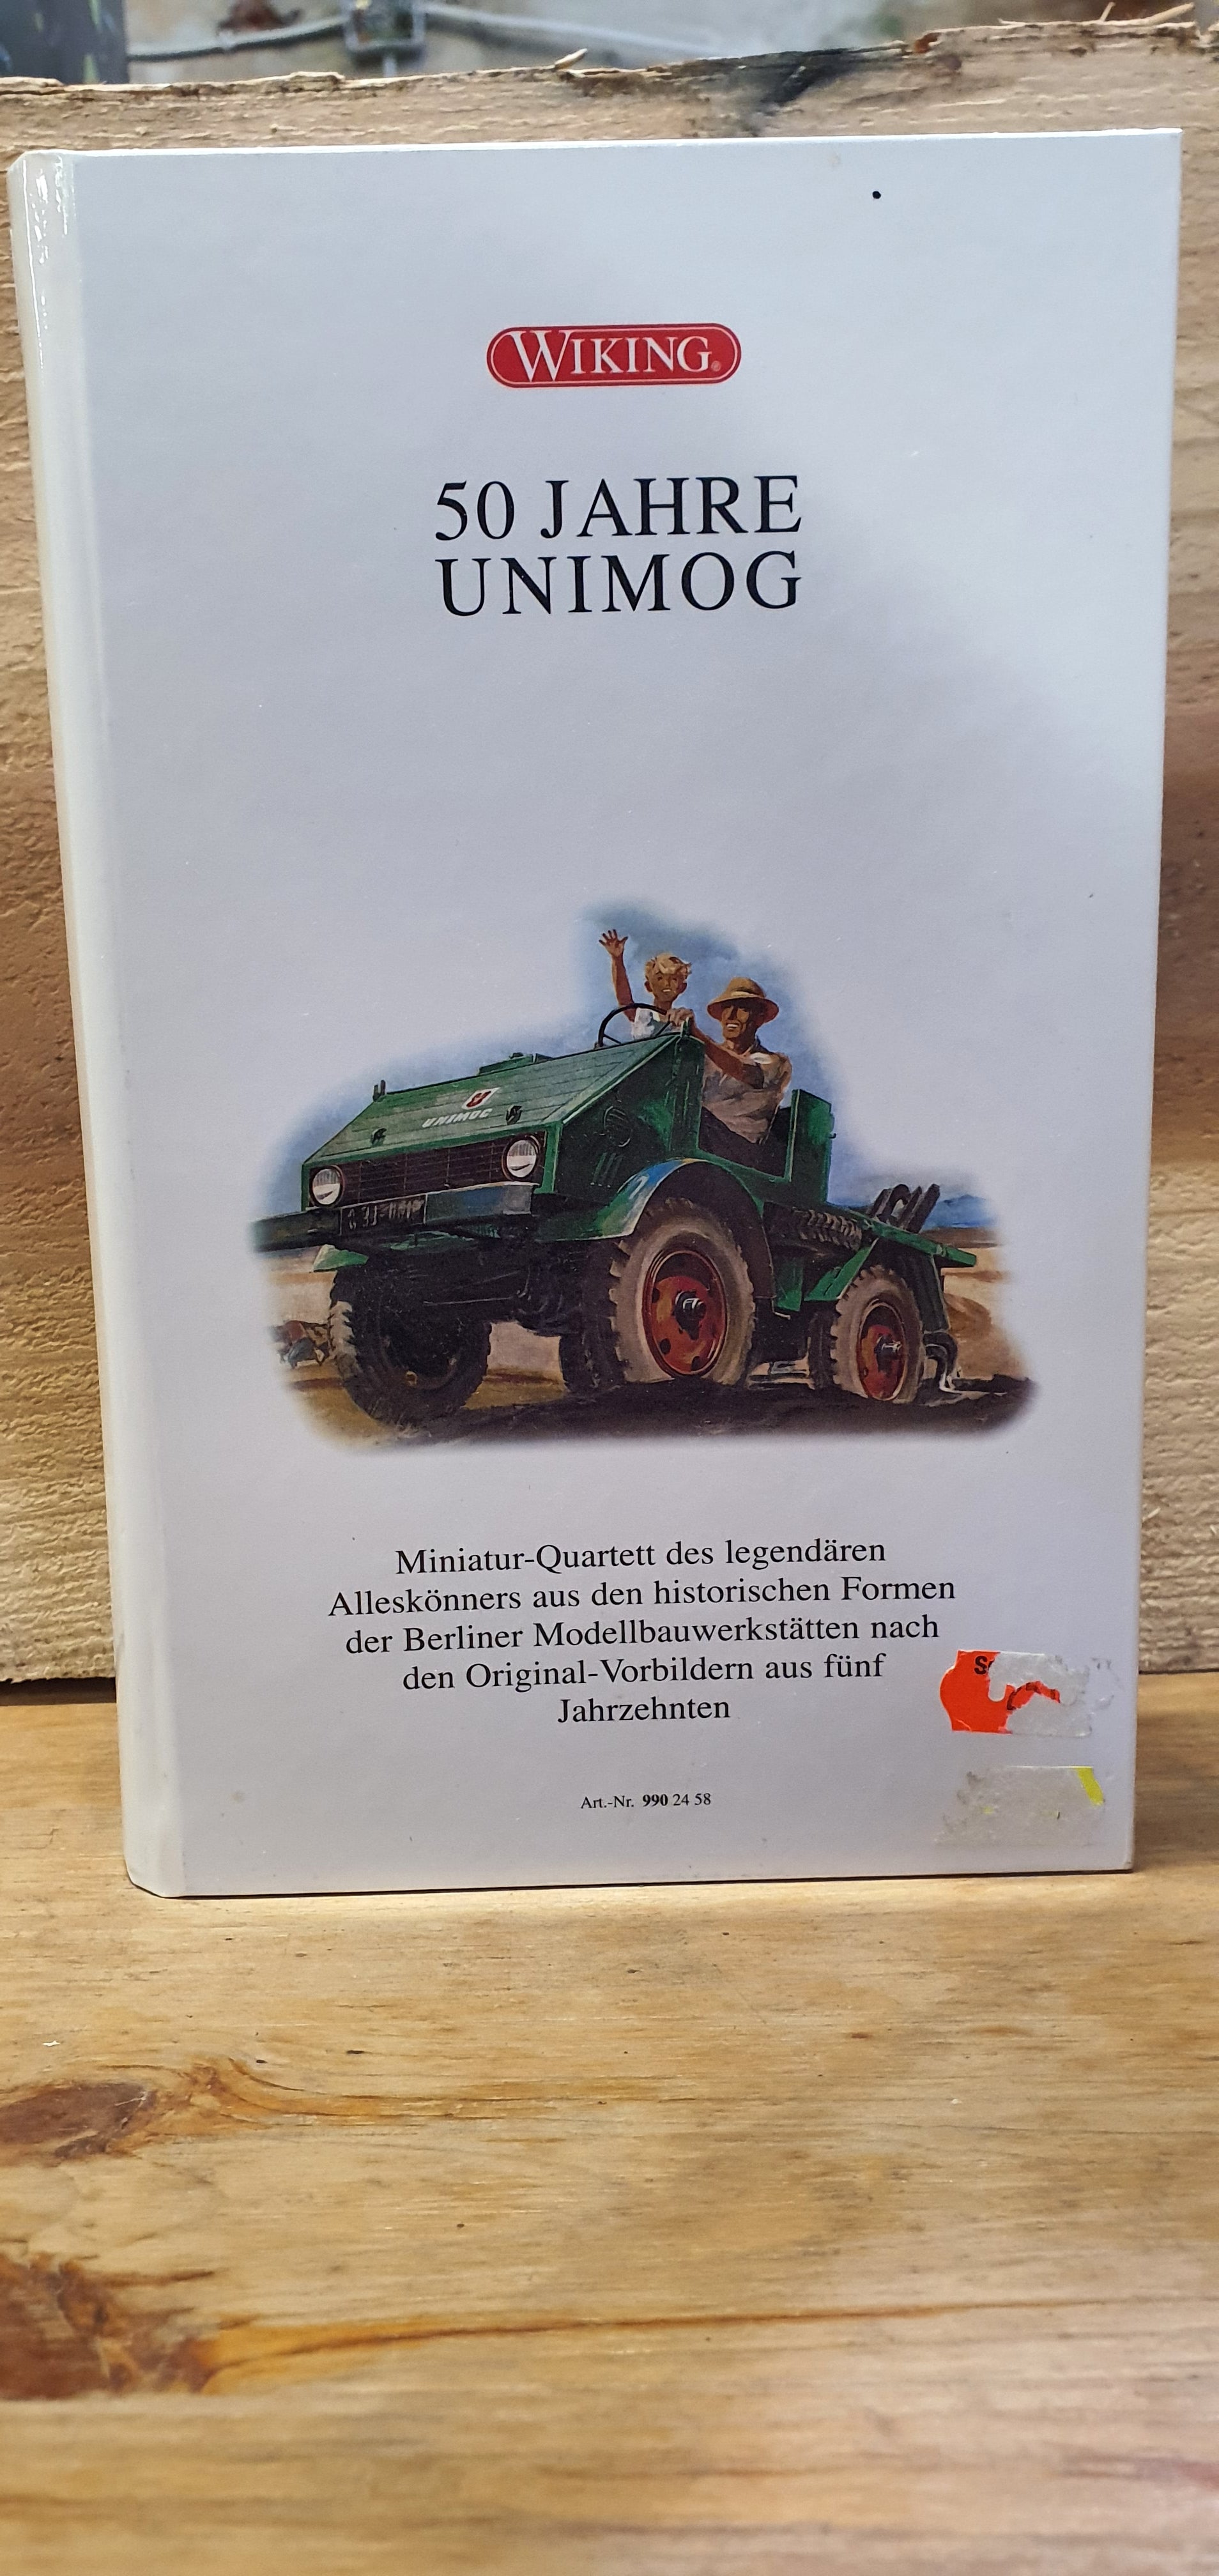 WIKING®
50 JAHRE
UNIMOG
UNIMOG
Miniatur-Quartett des legendären
Alleskönners aus den historischen Formen
der Berliner Modellbauwerkstätten nach
den Original-Vorbildern aus fünf
Jahrzehnten
Art.-Nr. 990 24 58